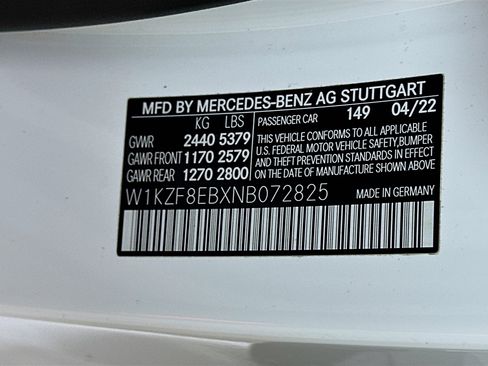 MFD BY MERCEDES-BENZ AG STUTTGART
KG LBS PASSENGER CAR 149 04/22
GVWR 2440 5379 THIS VEHICLE CONFORMS TO ALL APPLICABLE
GAWR FRONT 1170 2579 U.S. FEDERAL MOTOR VEHICLE SAFETY,BUMPER
GAWR REAR 1270 2800 AND THEFT PREVENTION STANDARDS IN EFFECT
ON THE DATE OF MANUFACTURE SHOWN ABOVE
W1KZF8EBXNB072825 MADE IN GERMANY